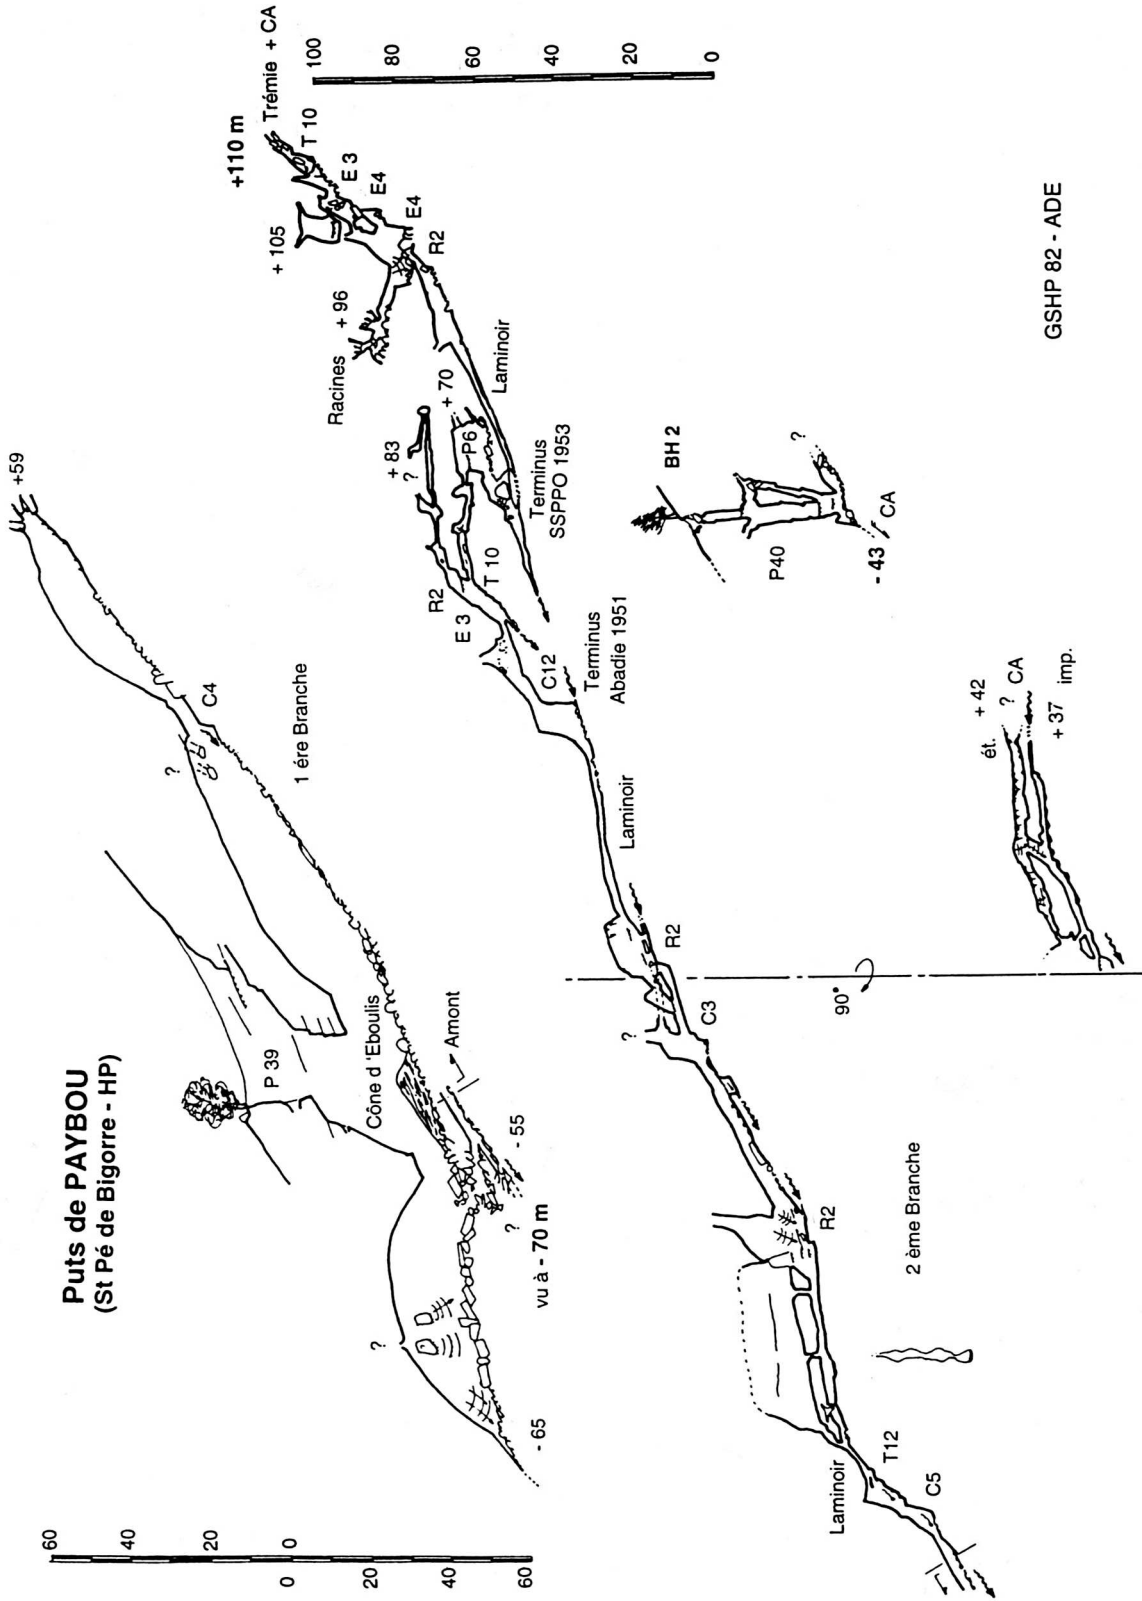 Puts de PAYBOU
(St Pé de Bigorre - HP)
60
40
20
0
0
20
40
60
+59
C4
?
1 ére Branche
P 39
Cône d'Eboulis
Amont
- 55
?
vu à - 70 m
?
- 65
+110 m
Trémie + CA
T 10
E 3
E4
E4
R2
+ 105
+ 96
Racines
100
80
60
40
20
0
Laminoir
+ 70
P6
+ 83
?
Terminus
SSPPO 1953
R2
E 3
T 10
C12
Terminus
Abadie 1951
Laminoir
R2
?
C3
90°
R2
2 ème Branche
Laminoir
T12
C5
BH 2
P40
?
- 43
CA
ét.
+ 42
? CA
+ 37
imp.
GSHP 82 - ADE